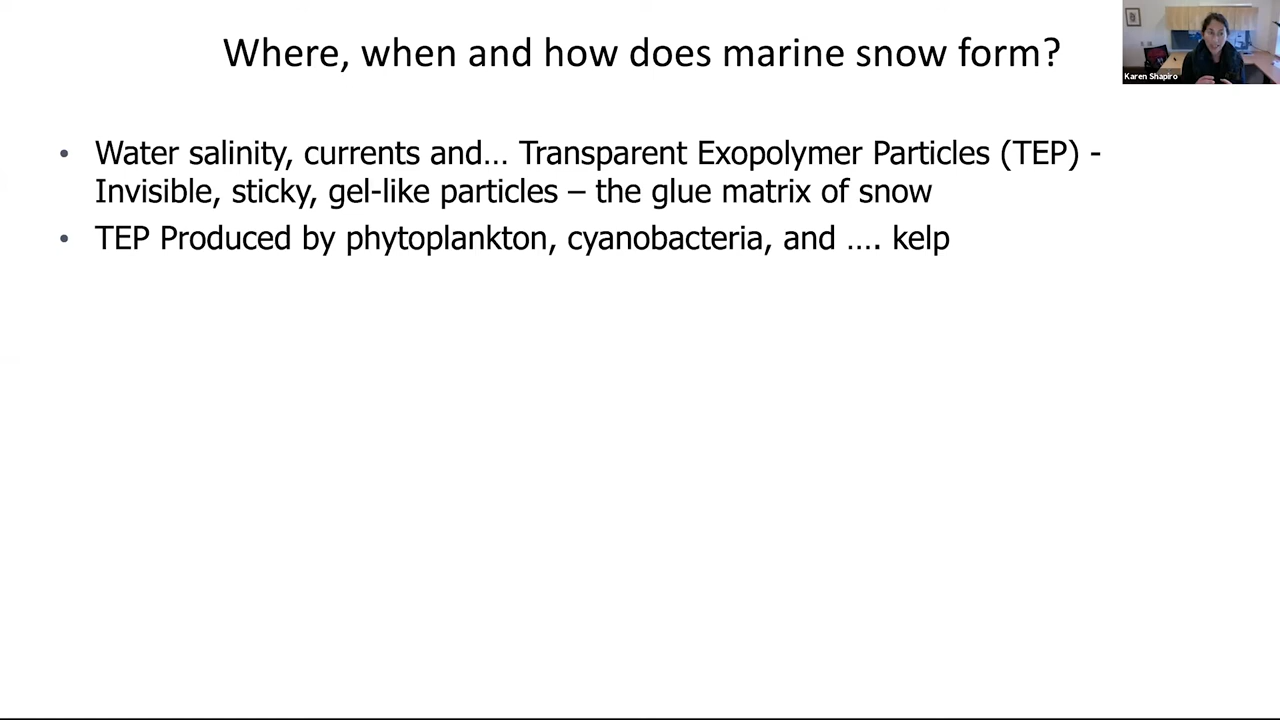 Where, when and how does marine snow form?
Karen Shapiro
• Water salinity, currents and... Transparent Exopolymer Particles (TEP) -
Invisible, sticky, gel-like particles – the glue matrix of snow
• TEP Produced by phytoplankton, cyanobacteria, and .... kelp